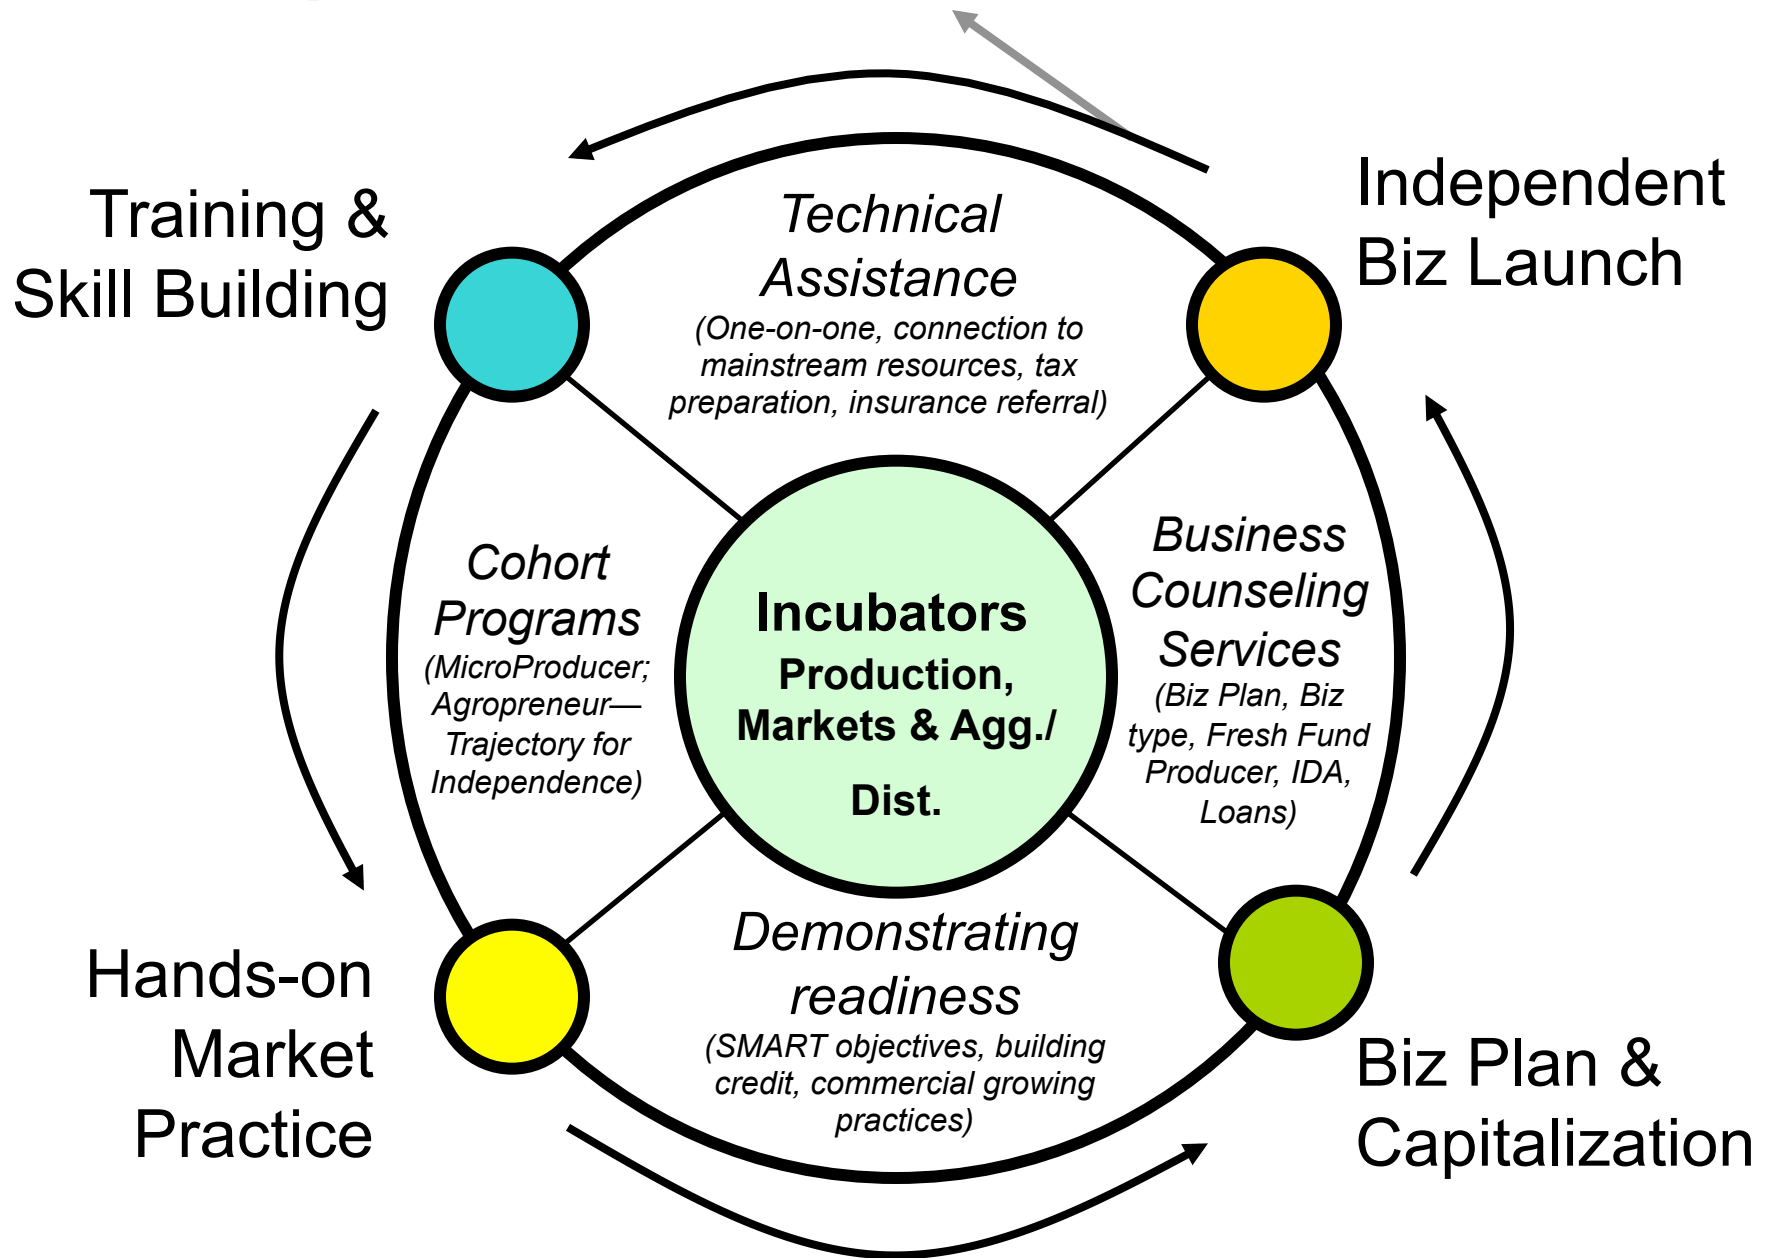 Training &
Skill Building
Technical
Assistance
(One-on-one, connection to
mainstream resources, tax
preparation, insurance referral)
Independent
Biz Launch
Cohort
Programs
(MicroProducer;
Agropreneur—
Trajectory for
Independence)
Incubators
Production,
Markets & Agg./
Dist.
Business
Counseling
Services
(Biz Plan, Biz
type, Fresh Fund
Producer, IDA,
Loans)
Hands-on
Market
Practice
Demonstrating
readiness
(SMART objectives, building
credit, commercial growing
practices)
Biz Plan &
Capitalization